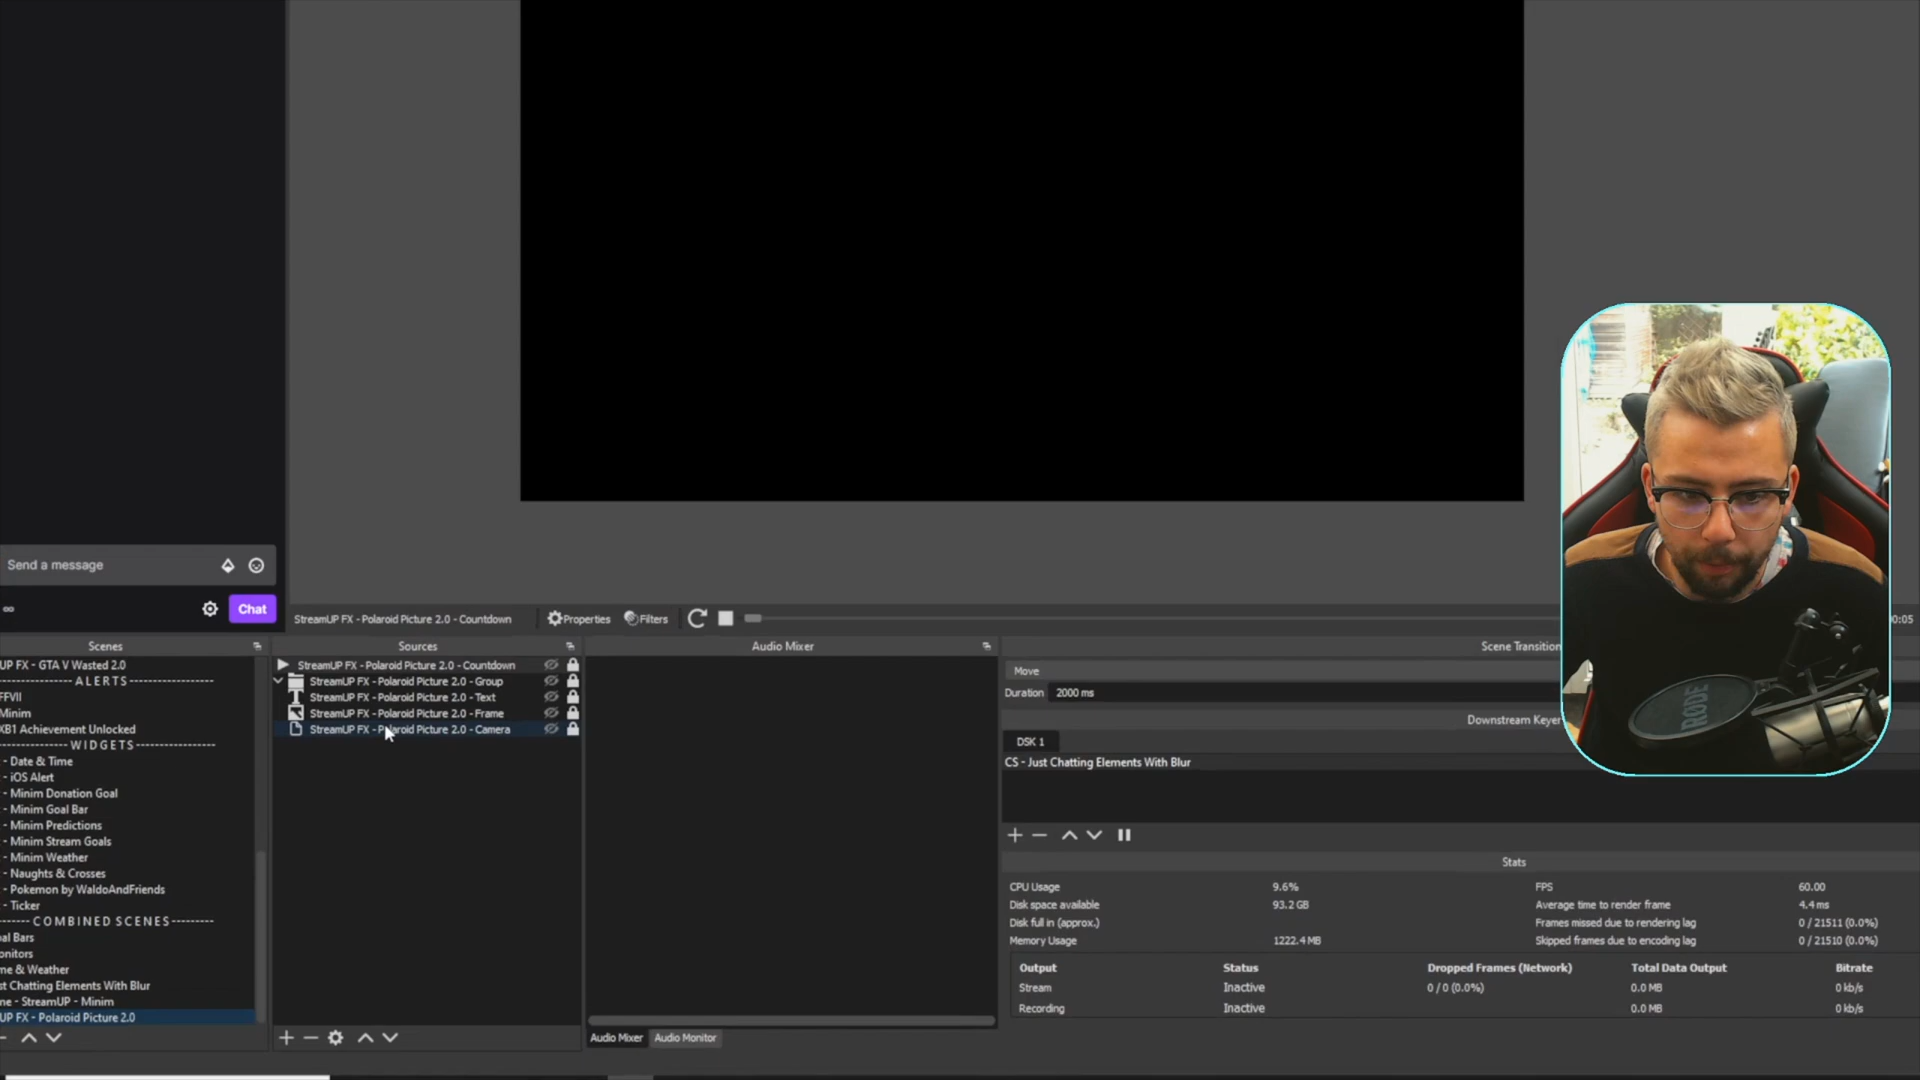 Send a message
Chat
StreamUP FX - Polaroid Picture 2.0 - Countdown
Properties
Filters
0:05
Scenes
Sources
Audio Mixer
Scene Transition
UP FX - GTA V Wasted 2.0
-------ALERTS-------
FFVII
Minim
XB1 Achievement Unlocked
-------WIDGETS-------
- Date & Time
- iOS Alert
- Minim Donation Goal
- Minim Goal Bar
- Minim Predictions
- Minim Stream Goals
- Minim Weather
- Naughts & Crosses
- Pokemon by WaldoAndFriends
- Ticker
------COMBINED SCENES-------
al Bars
onitors
me & Weather
st Chatting Elements With Blur
ne - StreamUP - Minim
UP FX - Polaroid Picture 2.0
StreamUP FX - Polaroid Picture 2.0 - Countdown
StreamUP FX - Polaroid Picture 2.0 - Group
StreamUP FX - Polaroid Picture 2.0 - Text
StreamUP FX - Polaroid Picture 2.0 - Frame
StreamUP FX - Polaroid Picture 2.0 - Camera
Audio Mixer
Audio Monitor
Move
Duration 2000 ms
Downstream Keyer
DSK 1
CS - Just Chatting Elements With Blur
Stats
CPU Usage 9.6% FPS 60.00
Disk space available 93.2 GB Average time to render frame 4.4 ms
Disk full in (approx.) Frames missed due to rendering lag 0 / 21511 (0.0%)
Memory Usage 1222.4 MB Skipped frames due to encoding lag 0 / 21510 (0.0%)
Output Status Dropped Frames (Network) Total Data Output Bitrate
Stream Inactive 0 / 0 (0.0%) 0.0 MB 0 kb/s
Recording Inactive 0.0 MB 0 kb/s
RØDE